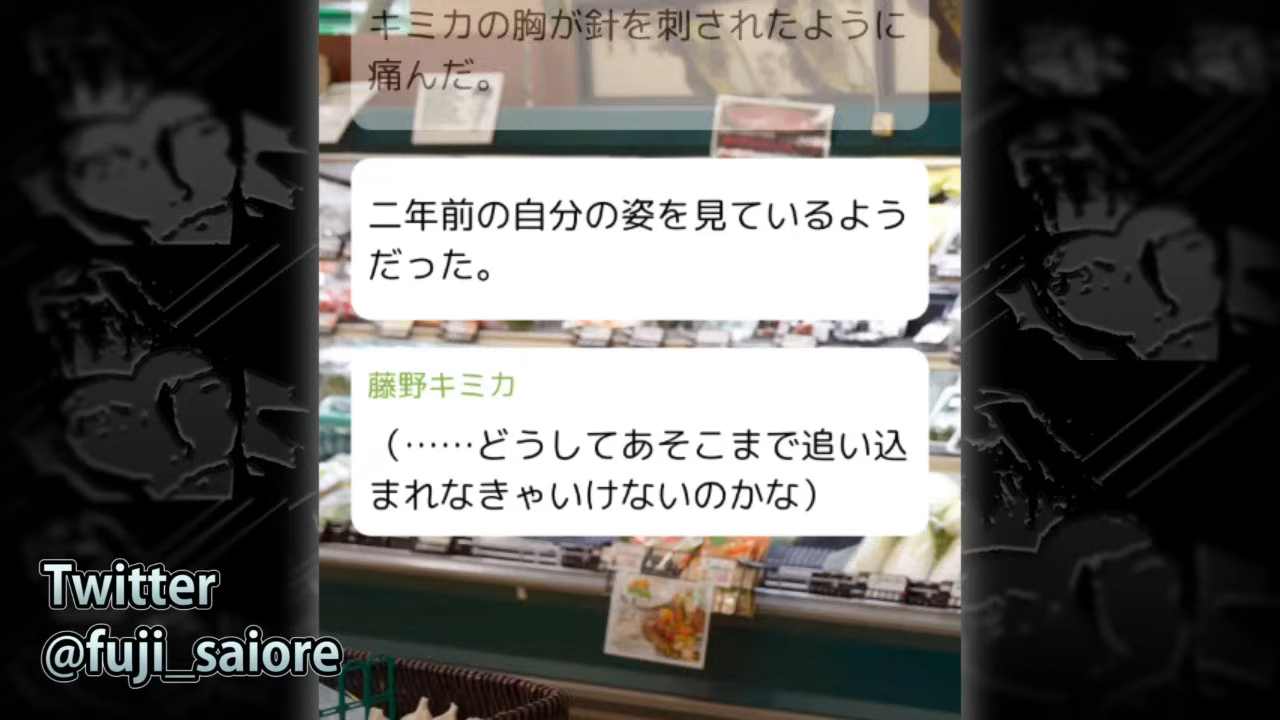 キミカの胸が針を刺されたように
痛んだ。
二年前の自分の姿を見ているよう
だった。
藤野キミカ
（……どうしてあそこまで追い込
まれなきゃいけないのかな）
Twitter
@fuji_saiore